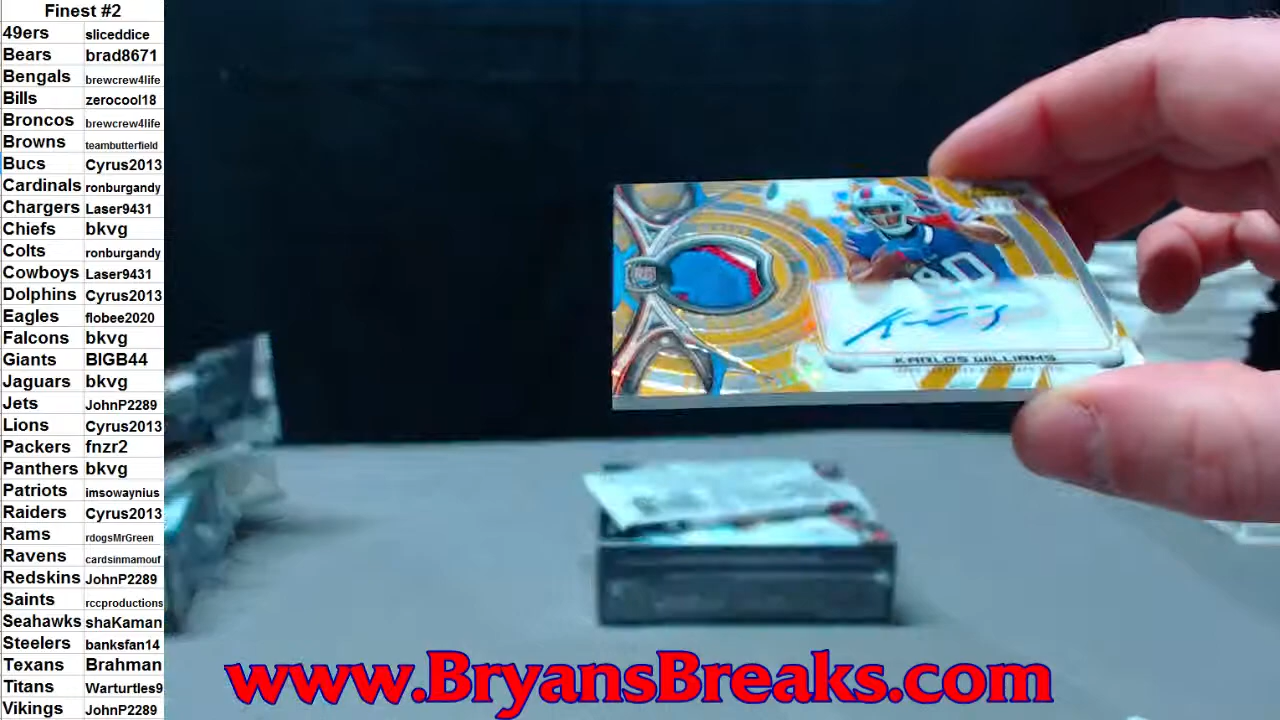 Finest #2
49ers sliceddice
Bears brad8671
Bengals brewcrew4life
Bills zerocool18
Broncos brewcrew4life
Browns teambutterfield
Bucs Cyrus2013
Cardinals ronburgandy
Chargers Laser9431
Chiefs bkvg
Colts ronburgandy
Cowboys Laser9431
Dolphins Cyrus2013
Eagles flobee2020
Falcons bkvg
Giants BIGB44
Jaguars bkvg
Jets JohnP2289
Lions Cyrus2013
Packers fnzr2
Panthers bkvg
Patriots imsowaynius
Raiders Cyrus2013
Rams rdogsMrGreen
Ravens cardsinmamouf
Redskins JohnP2289
Saints rccproductions
Seahawks shaKaman
Steelers banksfan14
Texans Brahman
Titans Warturtles9
Vikings JohnP2289
KARLOS WILLIAMS
www.BryansBreaks.com